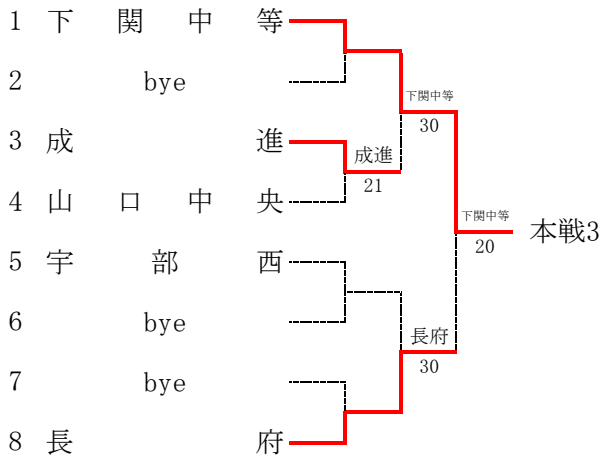 1 下関中等
2 bye
3 成進
4 山口中央
5 宇部西
6 bye
7 bye
8 長府
成進
21
下関中等
30
長府
30
下関中等
20
本戦3